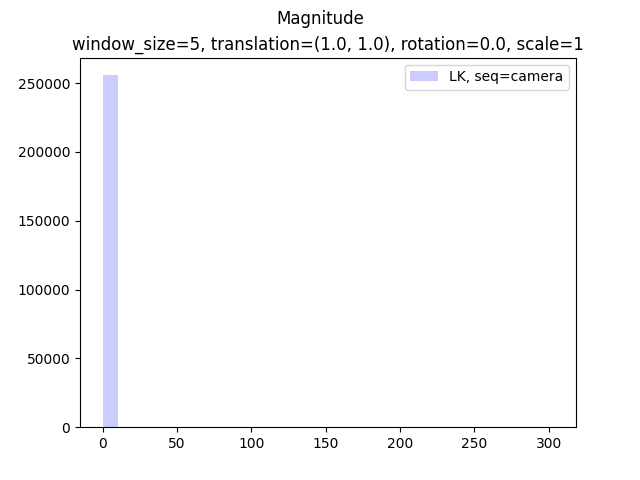 Magnitude
window_size=5, translation=(1.0, 1.0), rotation=0.0, scale=1
LK, seq=camera
250000
200000
150000
100000
50000
0
0 50 100 150 200 250 300